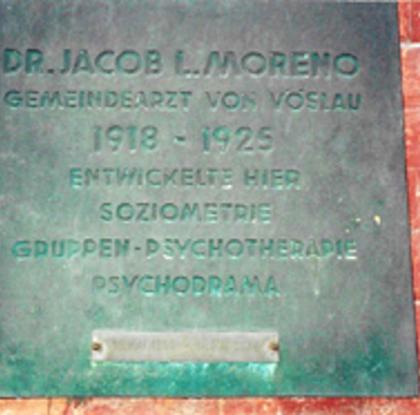 DR. JACOB L. MORENO
GEMEINDEARZT VON VÖSLAU
1918 - 1925
ENTWICKELTE HIER
SOZIOMETRIE
GRUPPEN-PSYCHOTHERAPIE
PSYCHODRAMA